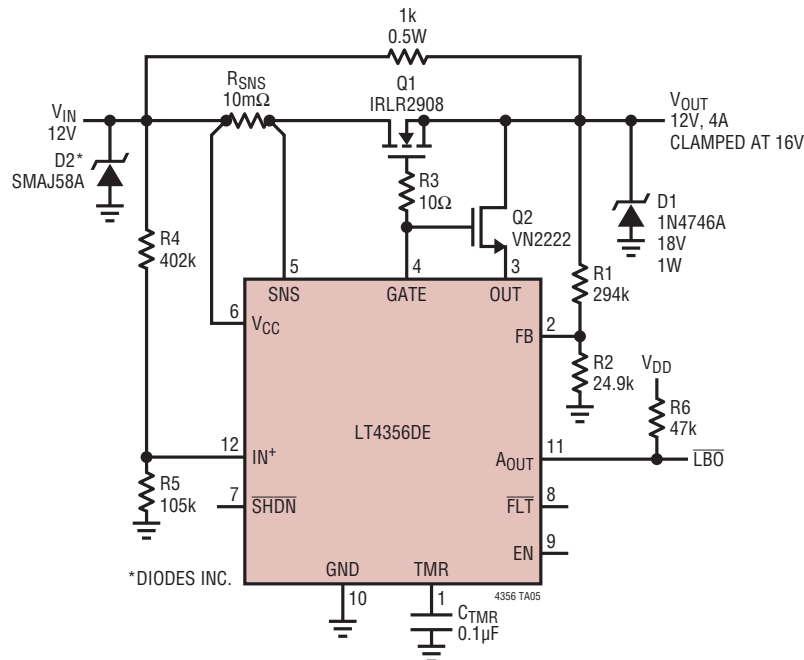 1k
0.5W
RSNS
10mΩ
Q1
IRLR2908
VIN
12V
VOUT
12V, 4A
CLAMPED AT 16V
D2*
SMAJ58A
R3
10Ω
Q2
VN2222
D1
1N4746A
18V
1W
R4
402k
5
4
3
SNS
GATE
OUT
R1
294k
6
VCC
FB
2
R2
24.9k
VDD
R6
47k
LT4356DE
12
IN+
AOUT
11
LBO
R5
105k
7
SHDN
FLT
8
EN
9
*DIODES INC.
GND
TMR
10
1
4356 TA05
CTMR
0.1µF